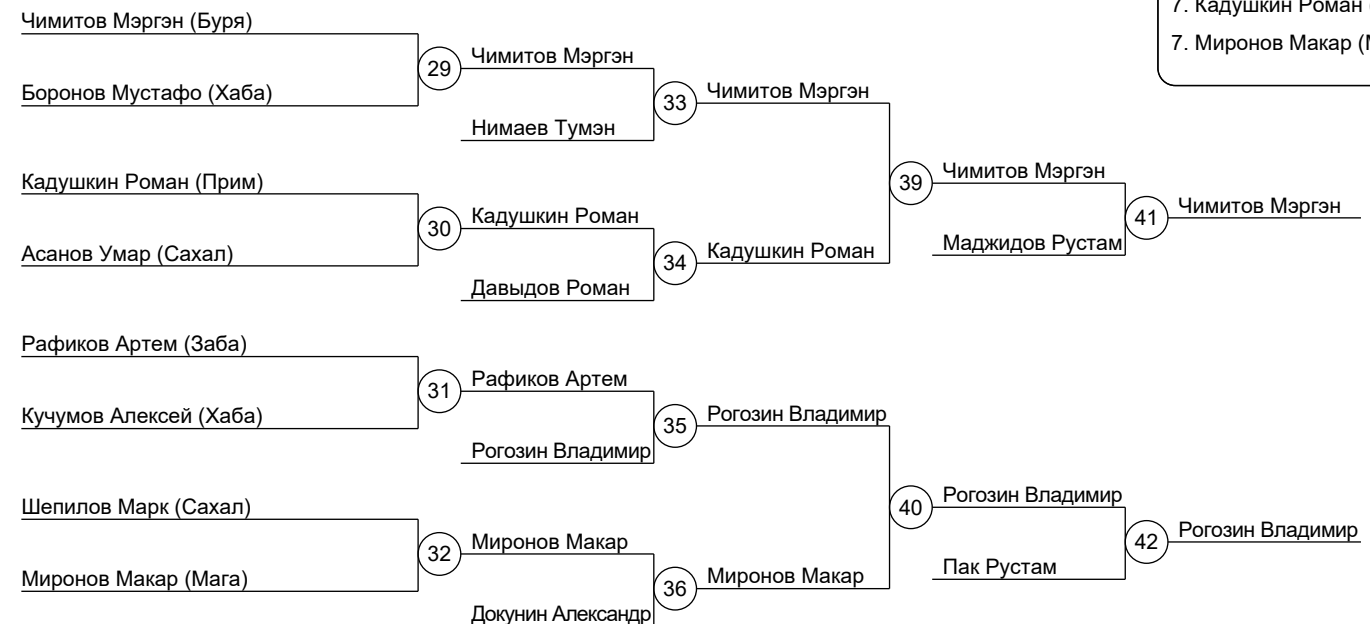 7. Кадушкин Роман (
Чимитов Мэргэн (Буря)
7. Миронов Макар (М
29
Чимитов Мэргэн
Боронов Мустафо (Хаба)
33
Чимитов Мэргэн
Нимаев Тумэн
39
Чимитов Мэргэн
Кадушкин Роман (Прим)
41
Чимитов Мэргэн
30
Кадушкин Роман
Маджидов Рустам
Асанов Умар (Сахал)
34
Кадушкин Роман
Давыдов Роман
Рафиков Артем (Заба)
31
Рафиков Артем
Кучумов Алексей (Хаба)
35
Рогозин Владимир
Рогозин Владимир
40
Рогозин Владимир
Шепилов Марк (Сахал)
42
Рогозин Владимир
32
Миронов Макар
Пак Рустам
Миронов Макар (Мага)
36
Миронов Макар
Докунин Александр